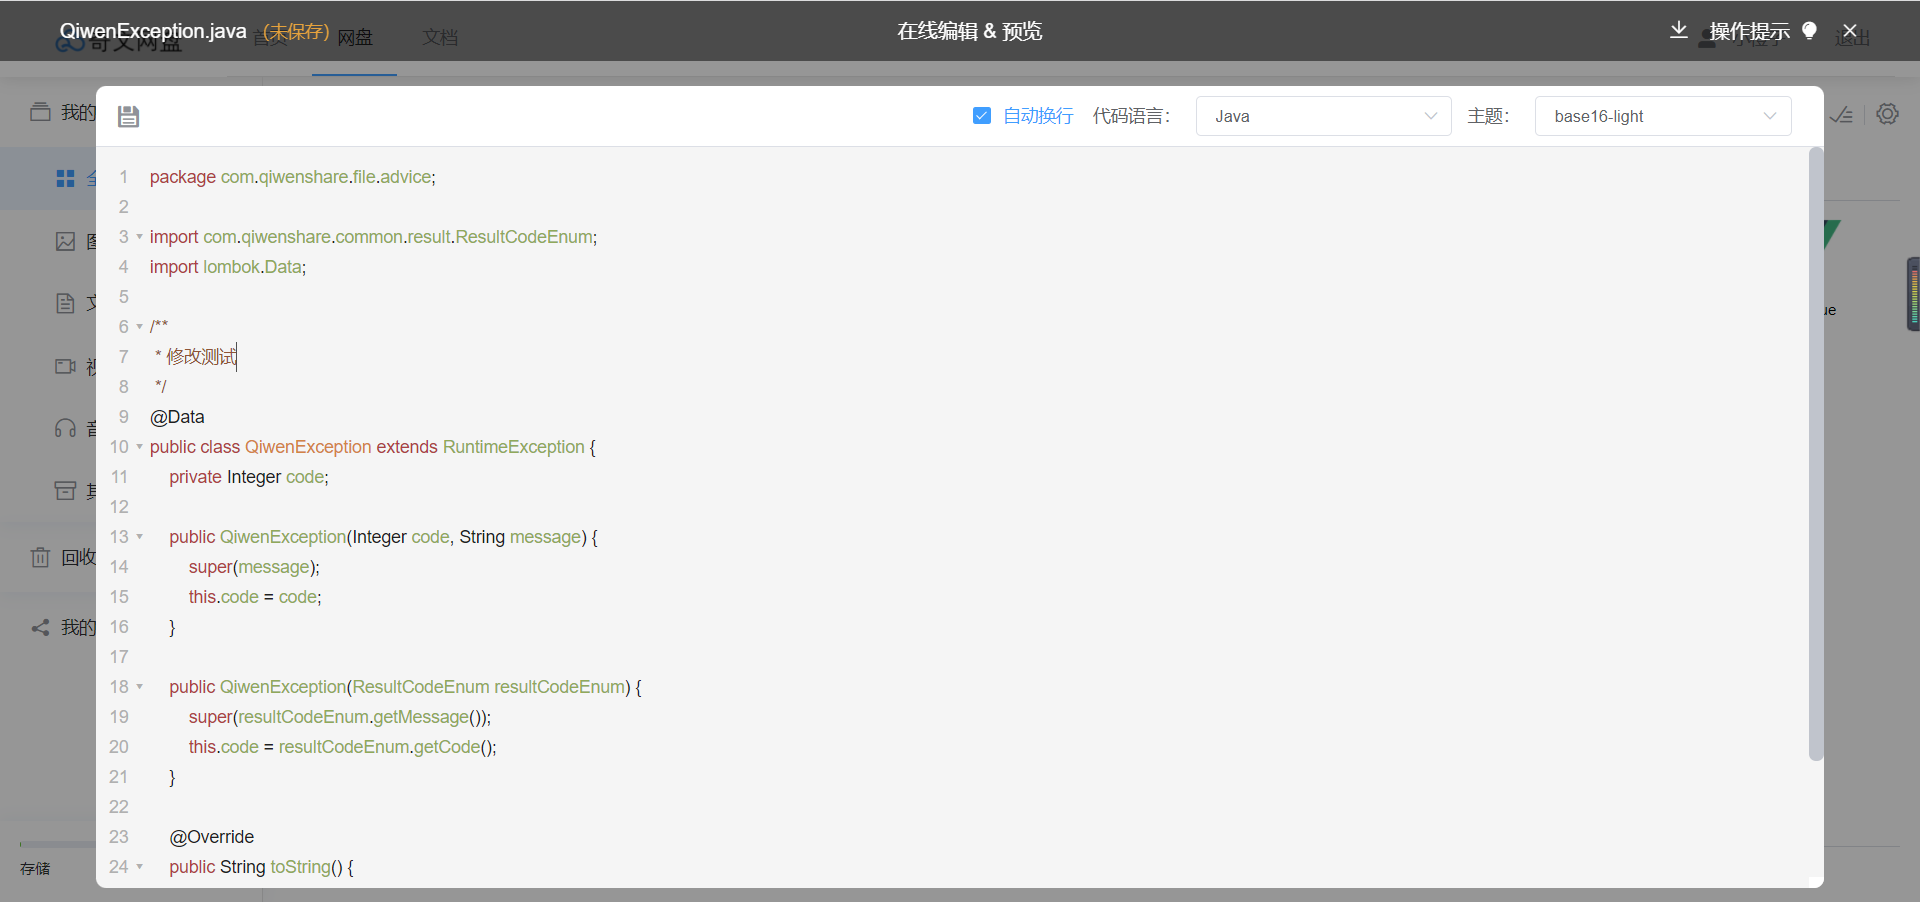 QiwenException.java (未保存)
在线编辑 & 预览
操作提示
首页
网盘
文档
退出
自动换行
代码语言：
Java
主题：
base16-light
我的
回收
我的
存储
ue
1 package com.qiwenshare.file.advice;
2
3 import com.qiwenshare.common.result.ResultCodeEnum;
4 import lombok.Data;
5
6 /**
7 * 修改测试
8 */
9 @Data
10 public class QiwenException extends RuntimeException {
11 private Integer code;
12
13 public QiwenException(Integer code, String message) {
14 super(message);
15 this.code = code;
16 }
17
18 public QiwenException(ResultCodeEnum resultCodeEnum) {
19 super(resultCodeEnum.getMessage());
20 this.code = resultCodeEnum.getCode();
21 }
22
23 @Override
24 public String toString() {